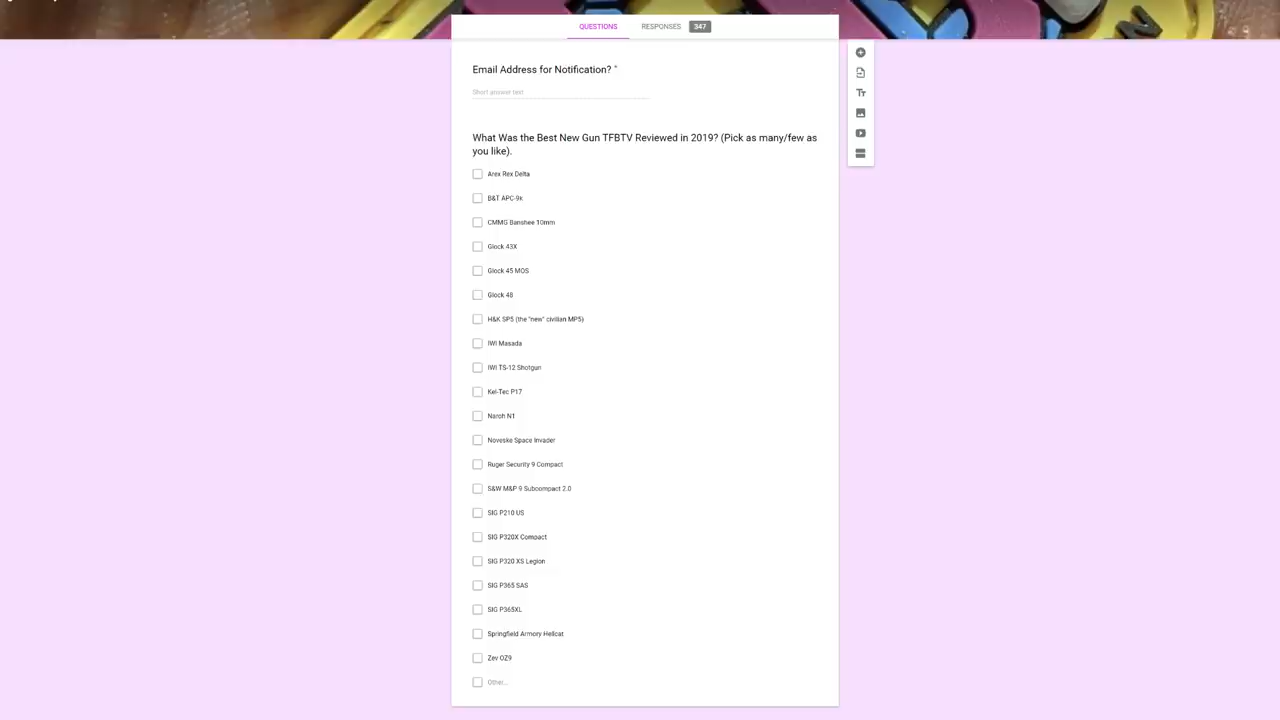 QUESTIONS RESPONSES 347
Email Address for Notification? *
Short answer text
What Was the Best New Gun TFBTV Reviewed in 2019? (Pick as many/few as
you like).
Arex Rex Delta
B&T APC-9k
CMMG Banshee 10mm
Glock 43X
Glock 45 MOS
Glock 48
H&K SP5 (the "new" civilian MP5)
IWI Masada
IWI TS-12 Shotgun
Kel-Tec P17
Naroh N1
Noveske Space Invader
Ruger Security 9 Compact
S&W M&P 9 Subcompact 2.0
SIG P210 US
SIG P320X Compact
SIG P320 XS Legion
SIG P365 SAS
SIG P365XL
Springfield Armory Hellcat
Zev OZ9
Other...